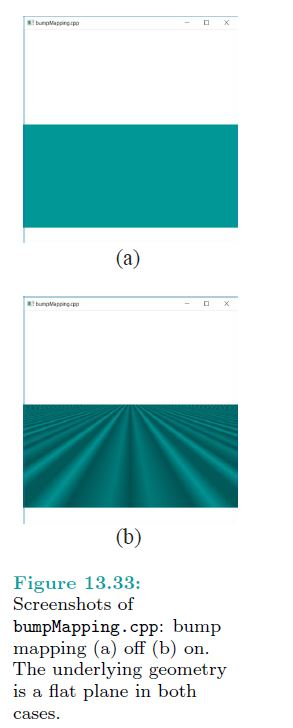 bumpMapping.cpp
(a)
bumpMapping.cpp
(b)
Figure 13.33:
Screenshots of
bumpMapping.cpp: bump
mapping (a) off (b) on.
The underlying geometry
is a flat plane in both
cases.